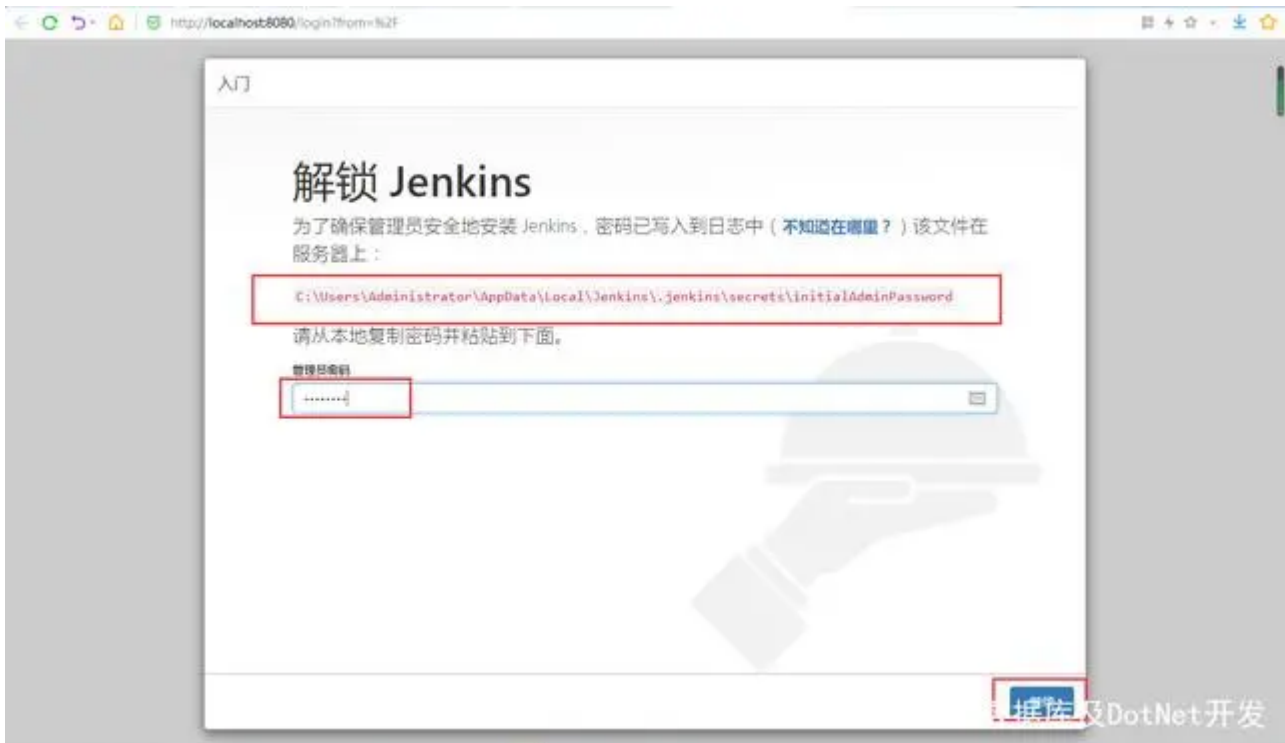 http://localhost:8080/login?from=%2F
入门
解锁 Jenkins
为了确保管理员安全地安装 Jenkins，密码已写入到日志中（不知道在哪里？）该文件在
服务器上：
C:\Users\Administrator\AppData\Local\Jenkins\.jenkins\secrets\initialAdminPassword
请从本地复制密码并粘贴到下面。
管理员密码
据库及DotNet开发